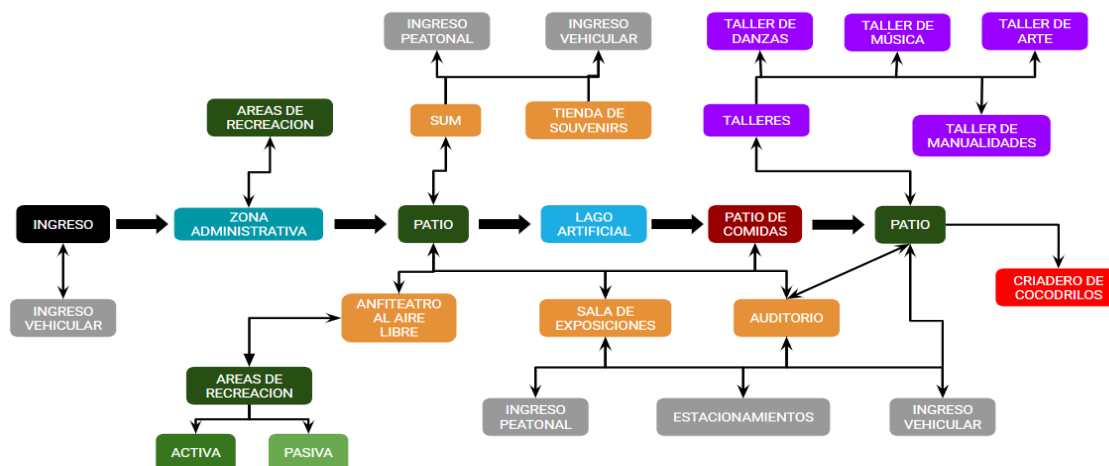 INGRESO
PEATONAL
INGRESO
VEHICULAR
TALLER DE
DANZAS
TALLER DE
MÚSICA
TALLER DE
ARTE
AREAS DE
RECREACION
SUM
TIENDA DE
SOUVENIRS
TALLERES
TALLER DE
MANUALIDADES
INGRESO
ZONA
ADMINISTRATIVA
PATIO
LAGO
ARTIFICIAL
PATIO DE
COMIDAS
PATIO
CRIADERO DE
COCODRILOS
INGRESO
VEHICULAR
ANFITEATRO
AL AIRE
LIBRE
SALA DE
EXPOSICIONES
AUDITORIO
AREAS DE
RECREACION
INGRESO
PEATONAL
ESTACIONAMIENTOS
INGRESO
VEHICULAR
ACTIVA
PASIVA